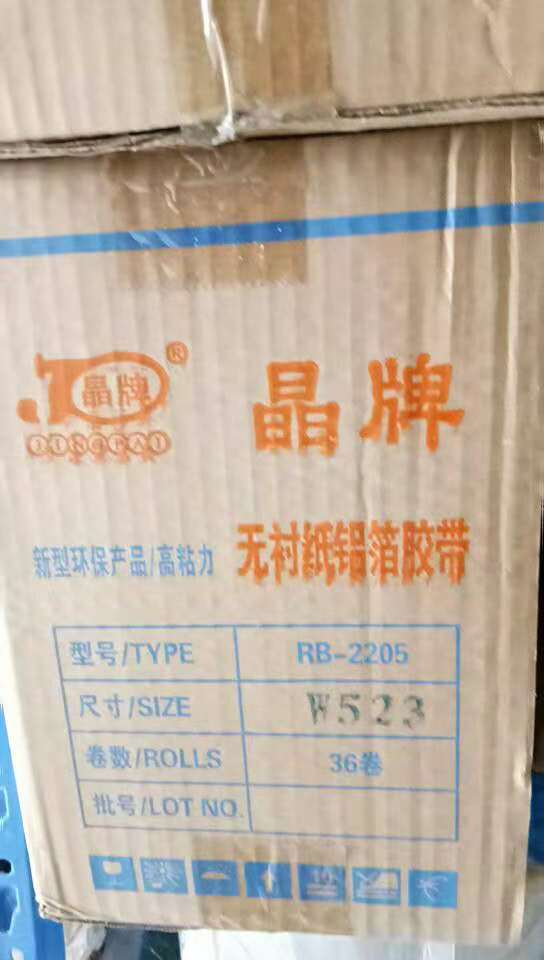 晶牌®
JINGPAI
晶牌
新型环保产品/高粘力
无衬纸铝箔胶带
型号/TYPE RB-2205
尺寸/SIZE W523
卷数/ROLLS 36卷
批号/LOT NO.